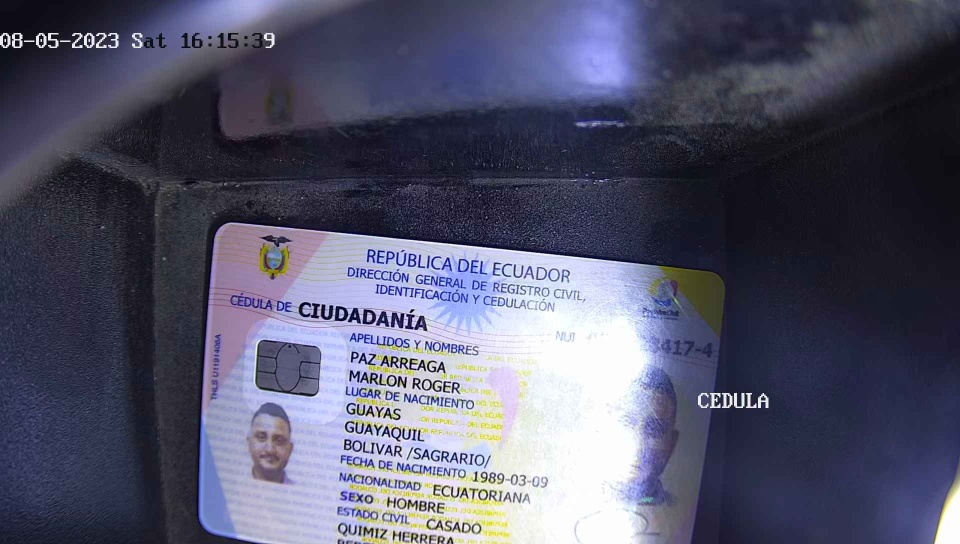 08-05-2023 Sat 16:15:39
REPÚBLICA DEL ECUADOR
DIRECCIÓN GENERAL DE REGISTRO CIVIL,
IDENTIFICACIÓN Y CEDULACIÓN
CÉDULA DE CIUDADANÍA
NUI
417-4
APELLIDOS Y NOMBRES
PAZ ARREAGA
MARLON ROGER
LUGAR DE NACIMIENTO
GUAYAS
GUAYAQUIL
BOLIVAR /SAGRARIO/
FECHA DE NACIMIENTO 1989-03-09
NACIONALIDAD ECUATORIANA
SEXO HOMBRE
ESTADO CIVIL CASADO
QUIMIZ HERRERA
CEDULA